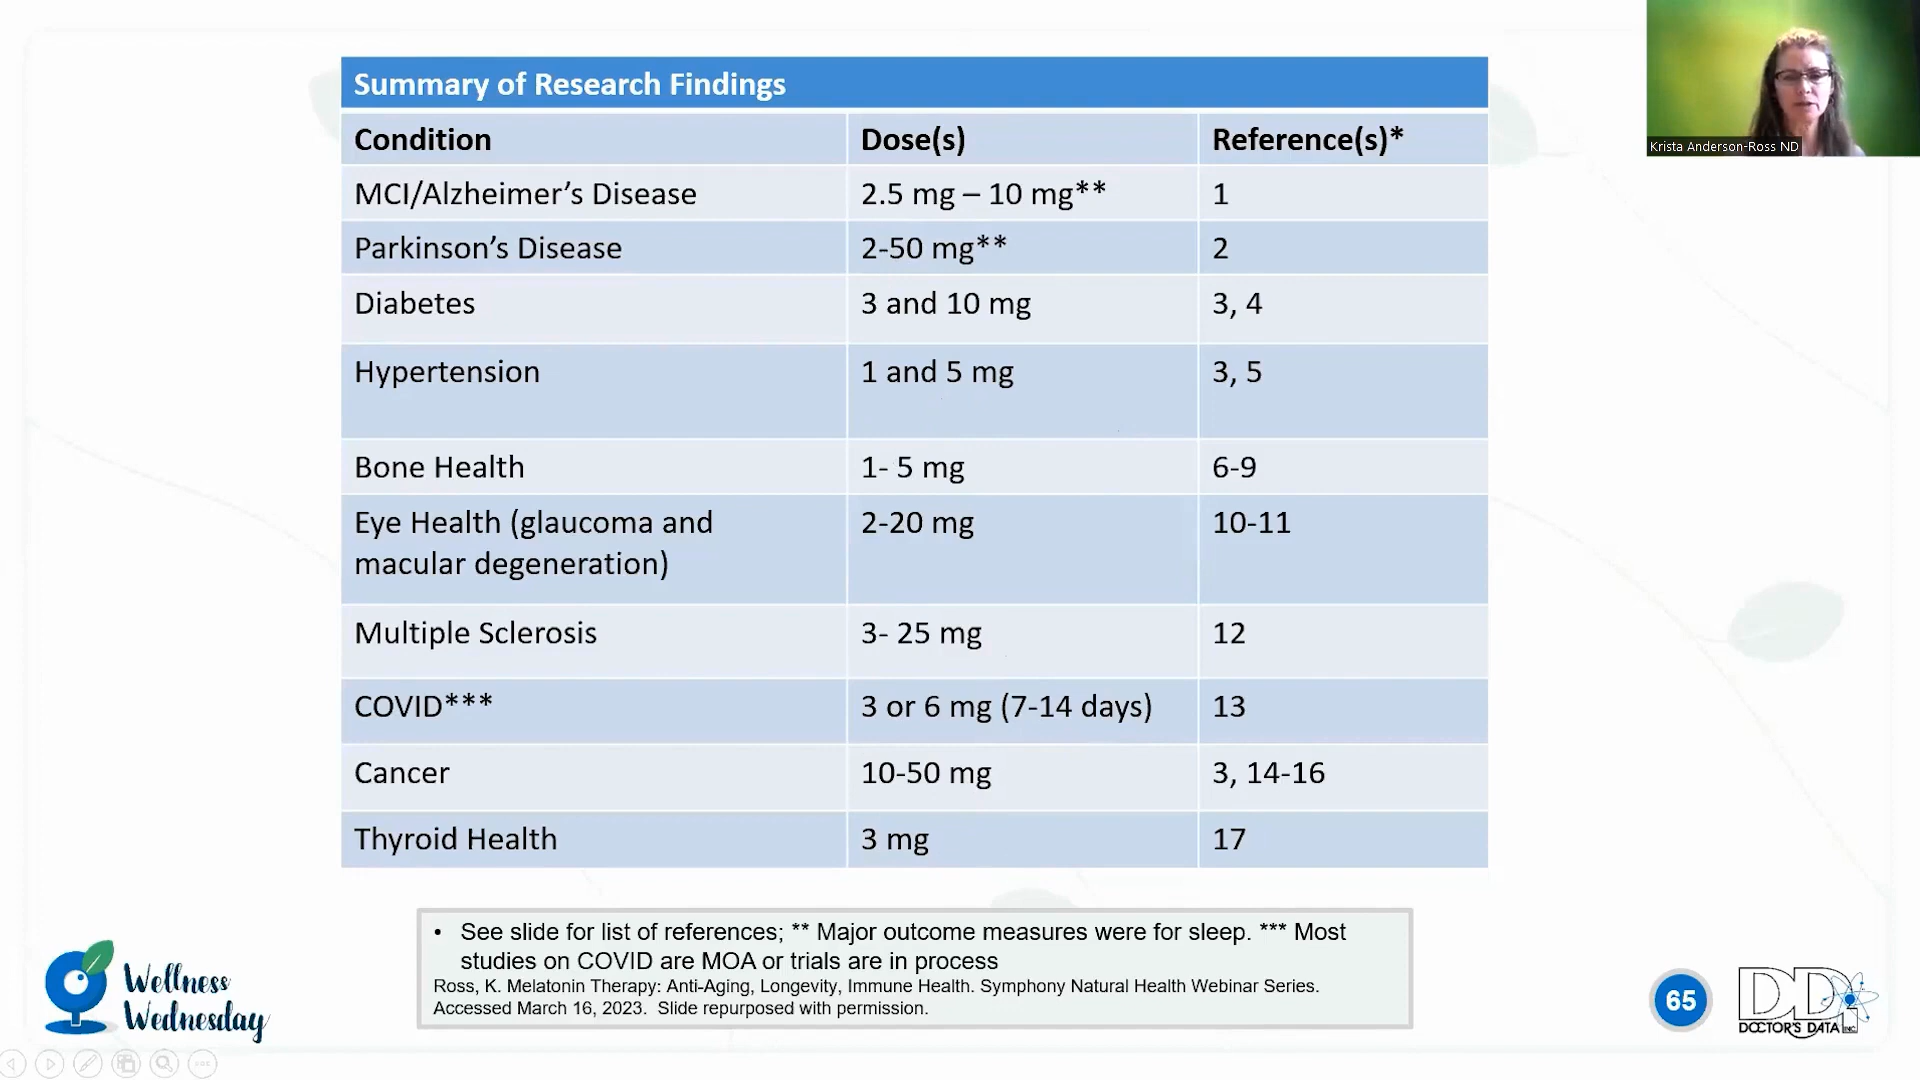 Summary of Research Findings
Condition Dose(s) Reference(s)*
MCI/Alzheimer’s Disease 2.5 mg – 10 mg** 1
Parkinson’s Disease 2-50 mg** 2
Diabetes 3 and 10 mg 3, 4
Hypertension 1 and 5 mg 3, 5
Bone Health 1- 5 mg 6-9
Eye Health (glaucoma and 2-20 mg 10-11
macular degeneration)
Multiple Sclerosis 3- 25 mg 12
COVID*** 3 or 6 mg (7-14 days) 13
Cancer 10-50 mg 3, 14-16
Thyroid Health 3 mg 17
• See slide for list of references; ** Major outcome measures were for sleep. *** Most
studies on COVID are MOA or trials are in process
Ross, K. Melatonin Therapy: Anti-Aging, Longevity, Immune Health. Symphony Natural Health Webinar Series.
Accessed March 16, 2023. Slide repurposed with permission.
Krista Anderson-Ross ND
Wellness
Wednesday
65
DDI
DOCTOR'S DATA INC.